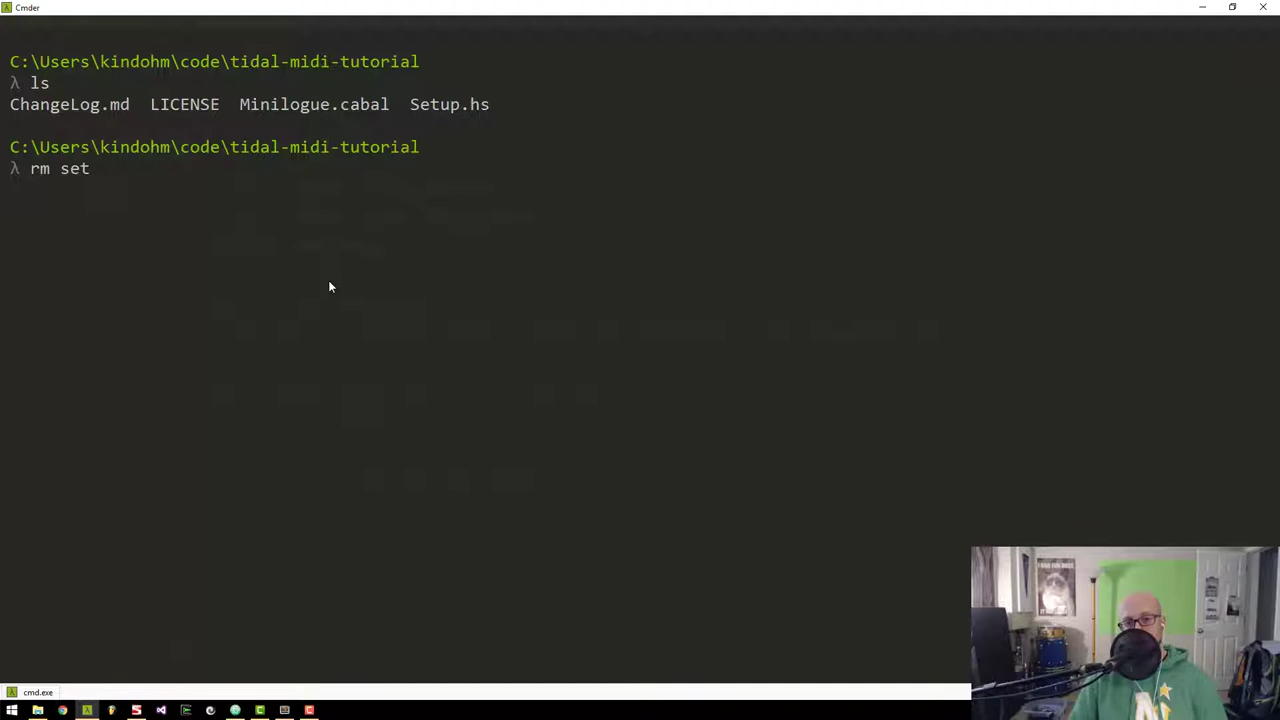 Cmder
C:\Users\kindohm\code\tidal-midi-tutorial
λ ls
ChangeLog.md LICENSE Minilogue.cabal Setup.hs
C:\Users\kindohm\code\tidal-midi-tutorial
λ rm set
cmd.exe